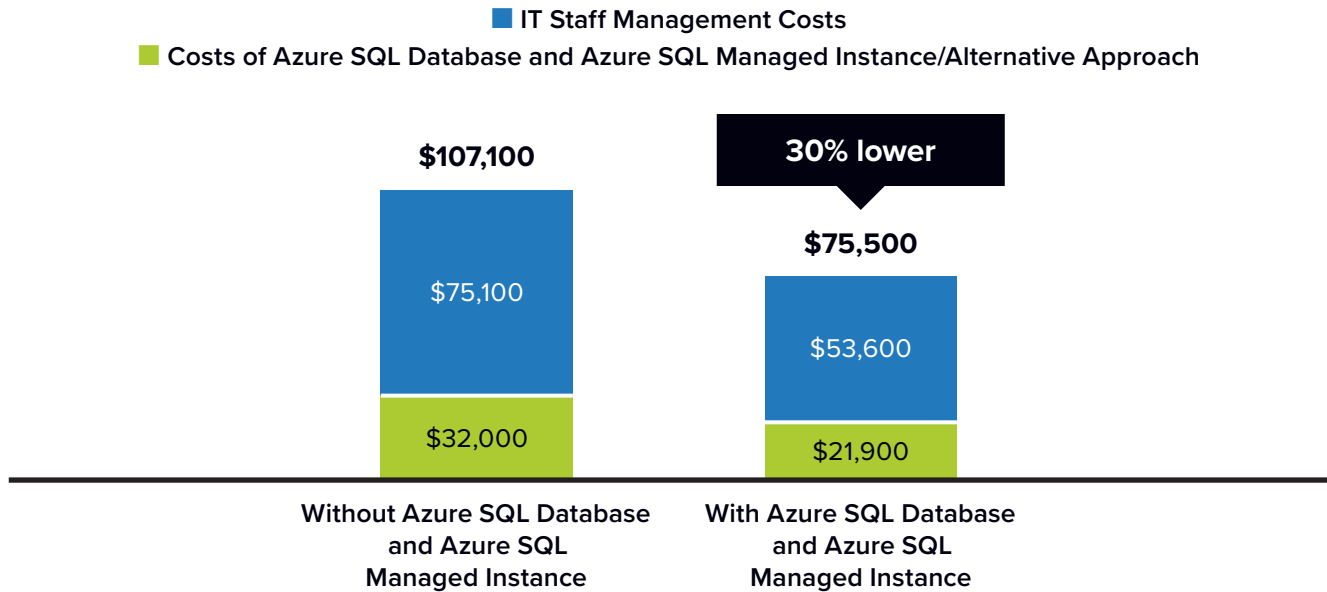 IT Staff Management Costs
Costs of Azure SQL Database and Azure SQL Managed Instance/Alternative Approach
$107,100
30% lower
$75,500
$75,100
$53,600
$32,000
$21,900
Without Azure SQL Database
and Azure SQL
Managed Instance
With Azure SQL Database
and Azure SQL
Managed Instance